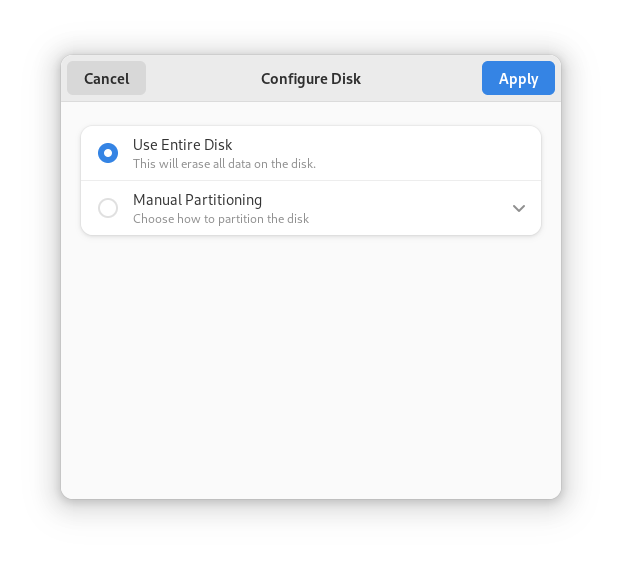 Cancel
Configure Disk
Apply
Use Entire Disk
This will erase all data on the disk.
Manual Partitioning
Choose how to partition the disk